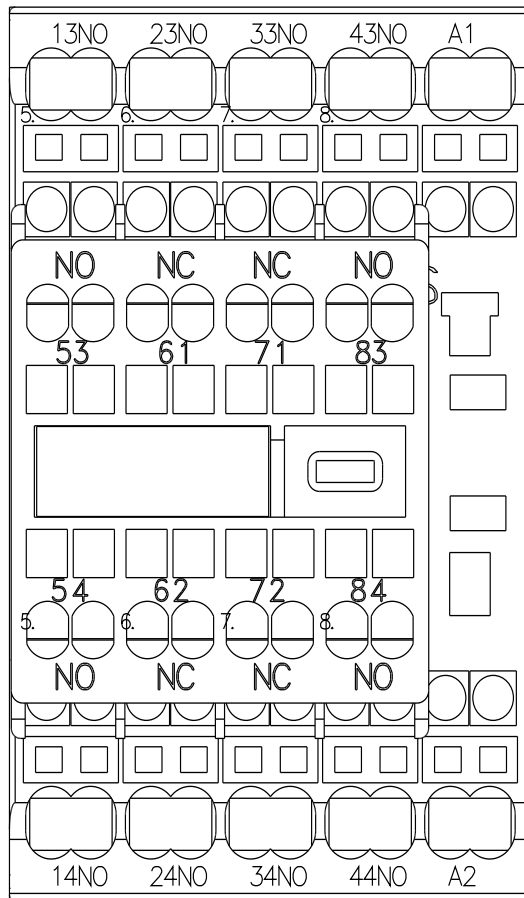 13NO 23NO 33NO 43NO A1
5. 6. 7. 8.
NO NC NC NO
53 61 71 83
54 62 72 84
5. 6. 7. 8.
NO NC NC NO
14NO 24NO 34NO 44NO A2